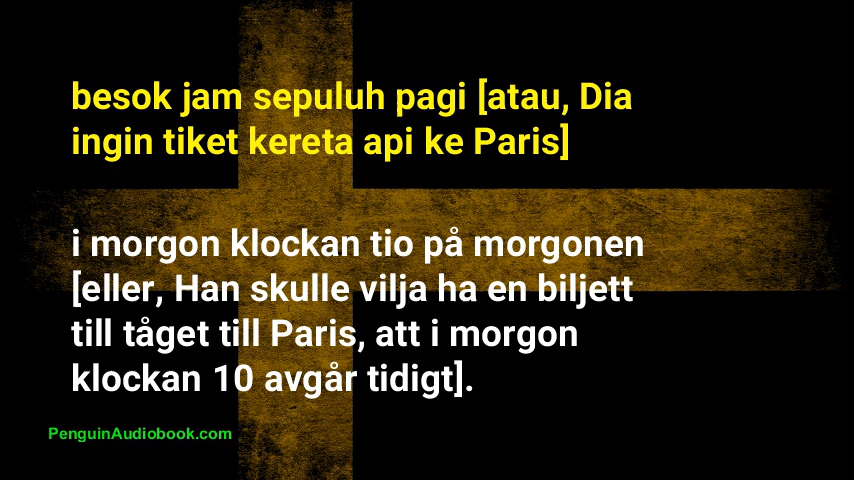 besok jam sepuluh pagi [atau, Dia
ingin tiket kereta api ke Paris]
i morgon klockan tio på morgonen
[eller, Han skulle vilja ha en biljett
till tåget till Paris, att i morgon
klockan 10 avgår tidigt].
PenguinAudiobook.com